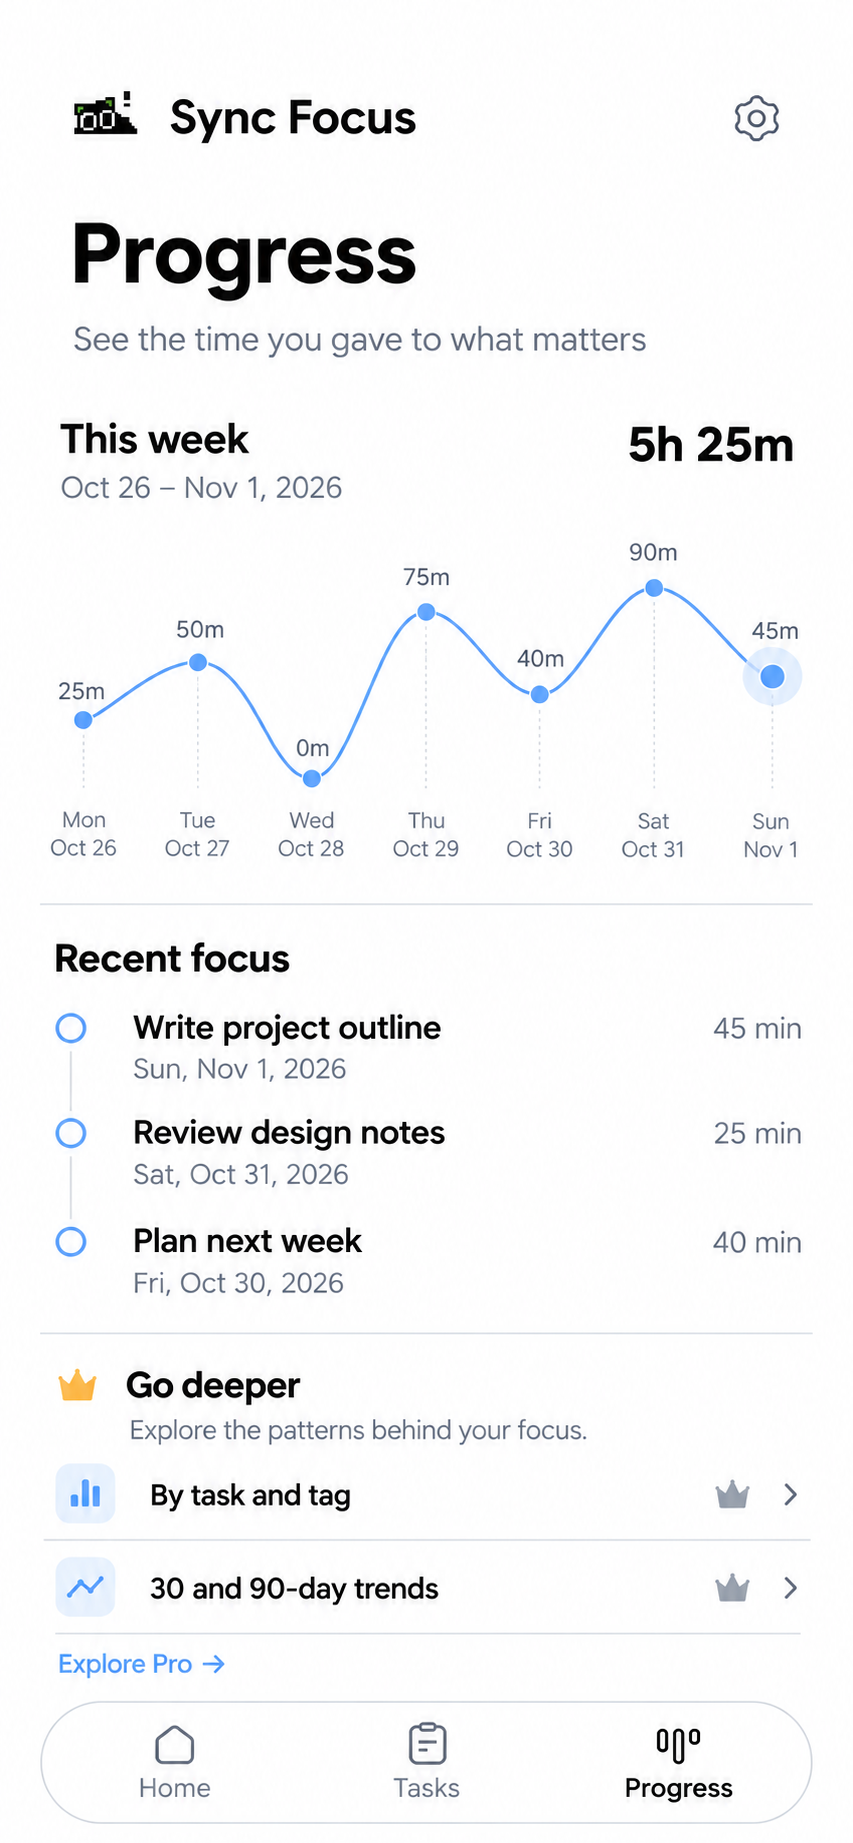 Sync Focus
Progress
See the time you gave to what matters
This week
5h 25m
Oct 26 – Nov 1, 2026
25m
50m
0m
75m
40m
90m
45m
Mon
Oct 26
Tue
Oct 27
Wed
Oct 28
Thu
Oct 29
Fri
Oct 30
Sat
Oct 31
Sun
Nov 1
Recent focus
Write project outline
45 min
Sun, Nov 1, 2026
Review design notes
25 min
Sat, Oct 31, 2026
Plan next week
40 min
Fri, Oct 30, 2026
Go deeper
Explore the patterns behind your focus.
By task and tag
30 and 90-day trends
Explore Pro →
Home
Tasks
Progress